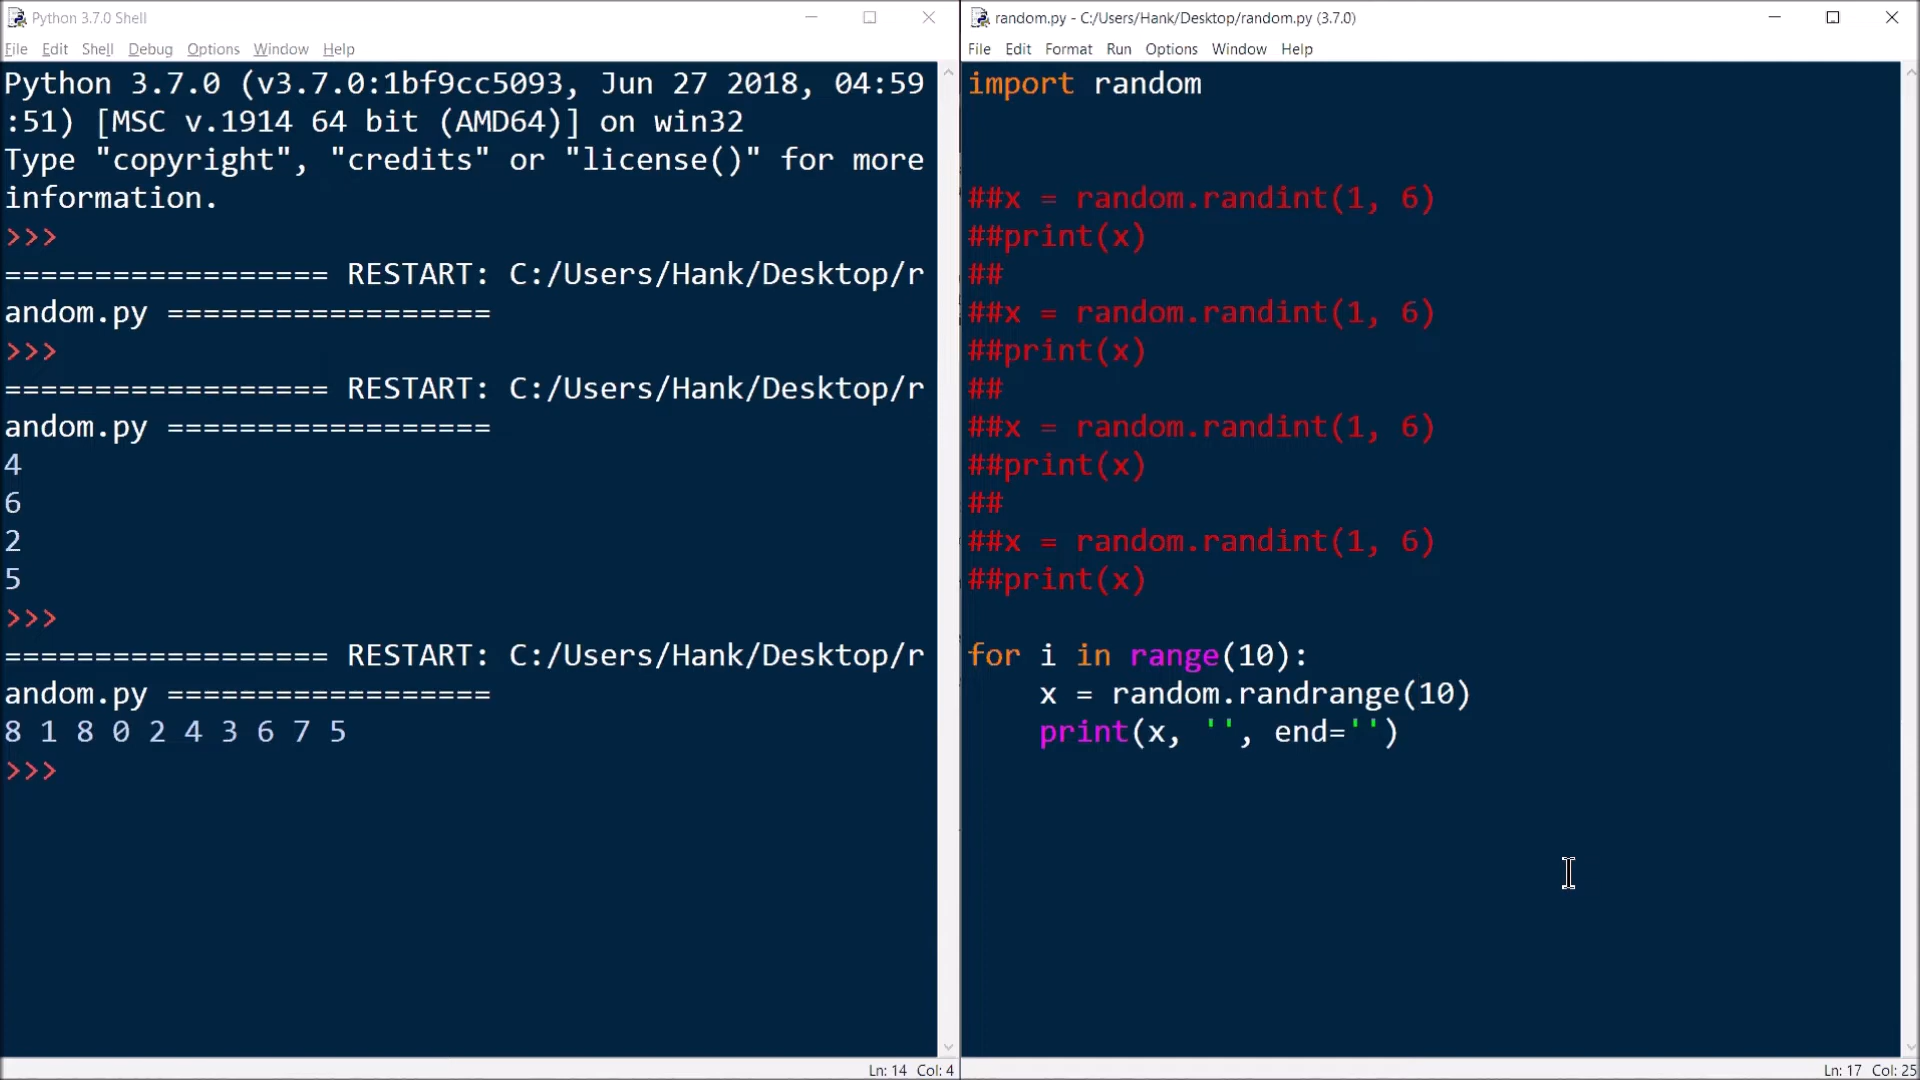 Python 3.7.0 Shell
File Edit Shell Debug Options Window Help
Python 3.7.0 (v3.7.0:1bf9cc5093, Jun 27 2018, 04:59
:51) [MSC v.1914 64 bit (AMD64)] on win32
Type "copyright", "credits" or "license()" for more
information.
>>>
================== RESTART: C:/Users/Hank/Desktop/r
andom.py ==================
>>>
================== RESTART: C:/Users/Hank/Desktop/r
andom.py ==================
4
6
2
5
>>>
================== RESTART: C:/Users/Hank/Desktop/r
andom.py ==================
8 1 8 0 2 4 3 6 7 5
>>>
Ln: 14 Col: 4
random.py - C:/Users/Hank/Desktop/random.py (3.7.0)
File Edit Format Run Options Window Help
import random
##x = random.randint(1, 6)
##print(x)
##
##x = random.randint(1, 6)
##print(x)
##
##x = random.randint(1, 6)
##print(x)
##
##x = random.randint(1, 6)
##print(x)
for i in range(10):
    x = random.randrange(10)
    print(x, '', end='')
Ln: 17 Col: 25